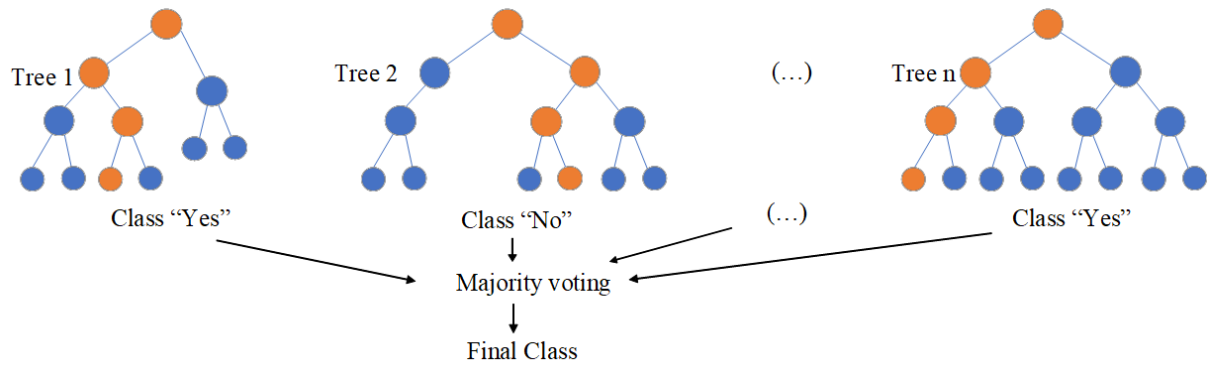 Tree 1
Tree 2
(…)
Tree n
Class “Yes”
Class “No”
(…)
Class “Yes”
Majority voting
Final Class